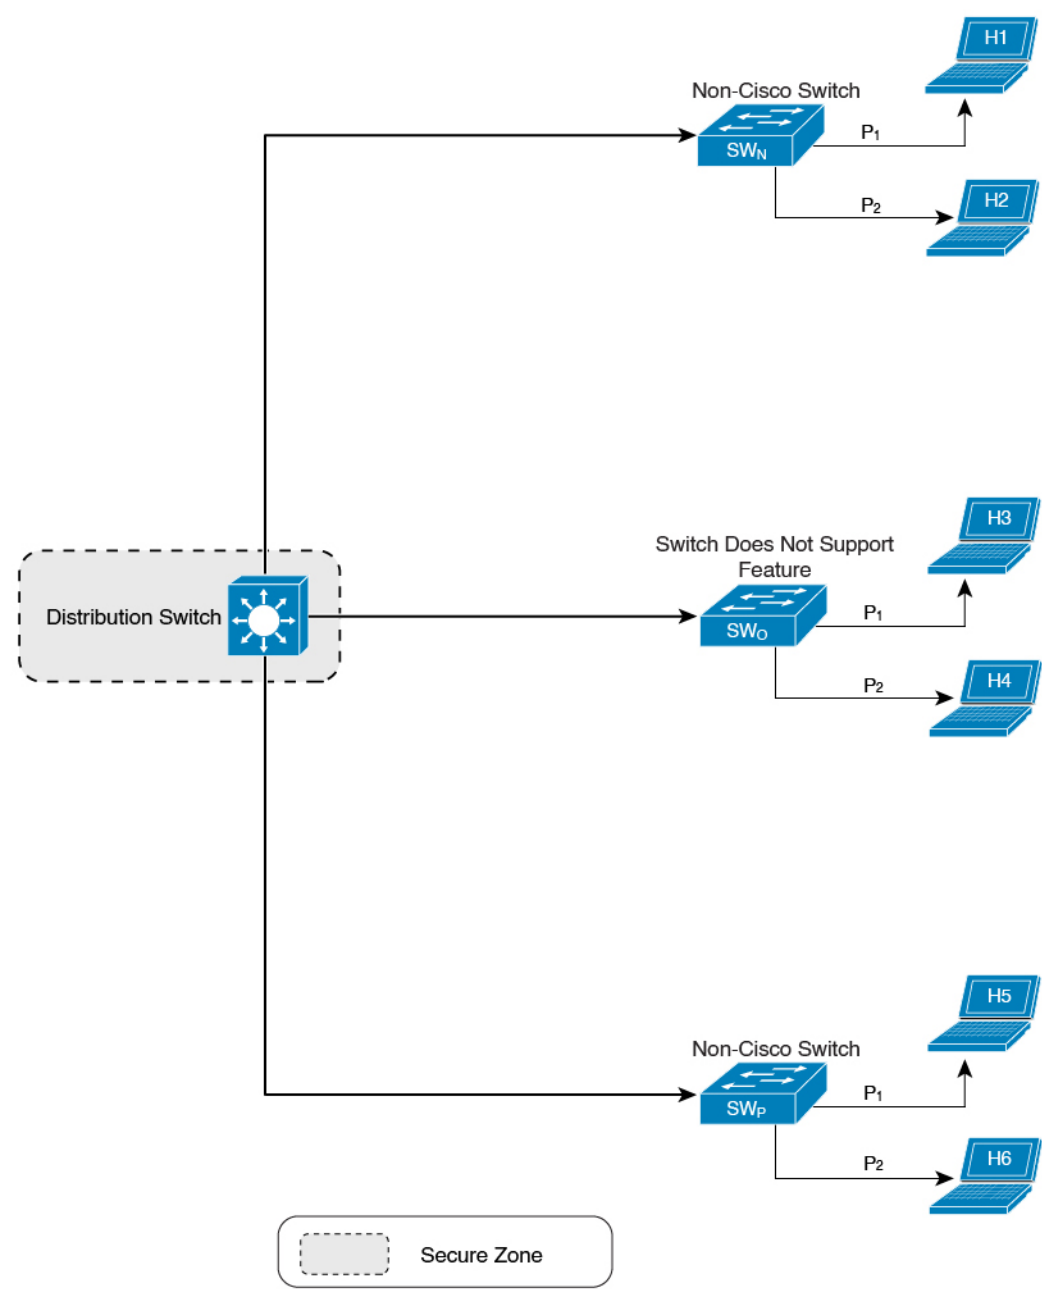 H1
Non-Cisco Switch
SWN
P1
H2
P2
H3
Switch Does Not Support
Feature
Distribution Switch
SWO
P1
H4
P2
H5
Non-Cisco Switch
SWP
P1
H6
P2
Secure Zone